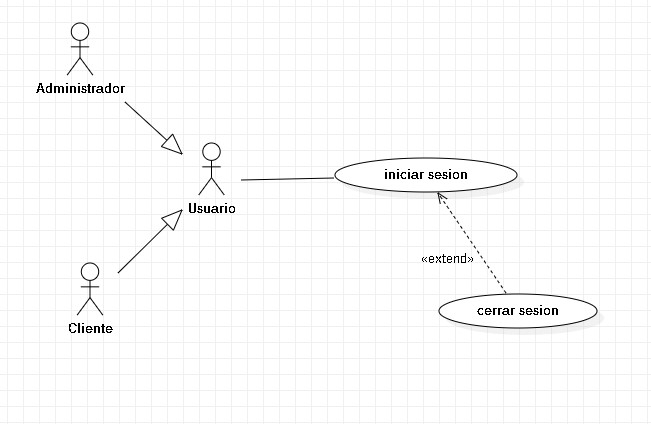 Administrador
Usuario
iniciar sesion
«extend»
cerrar sesion
Cliente